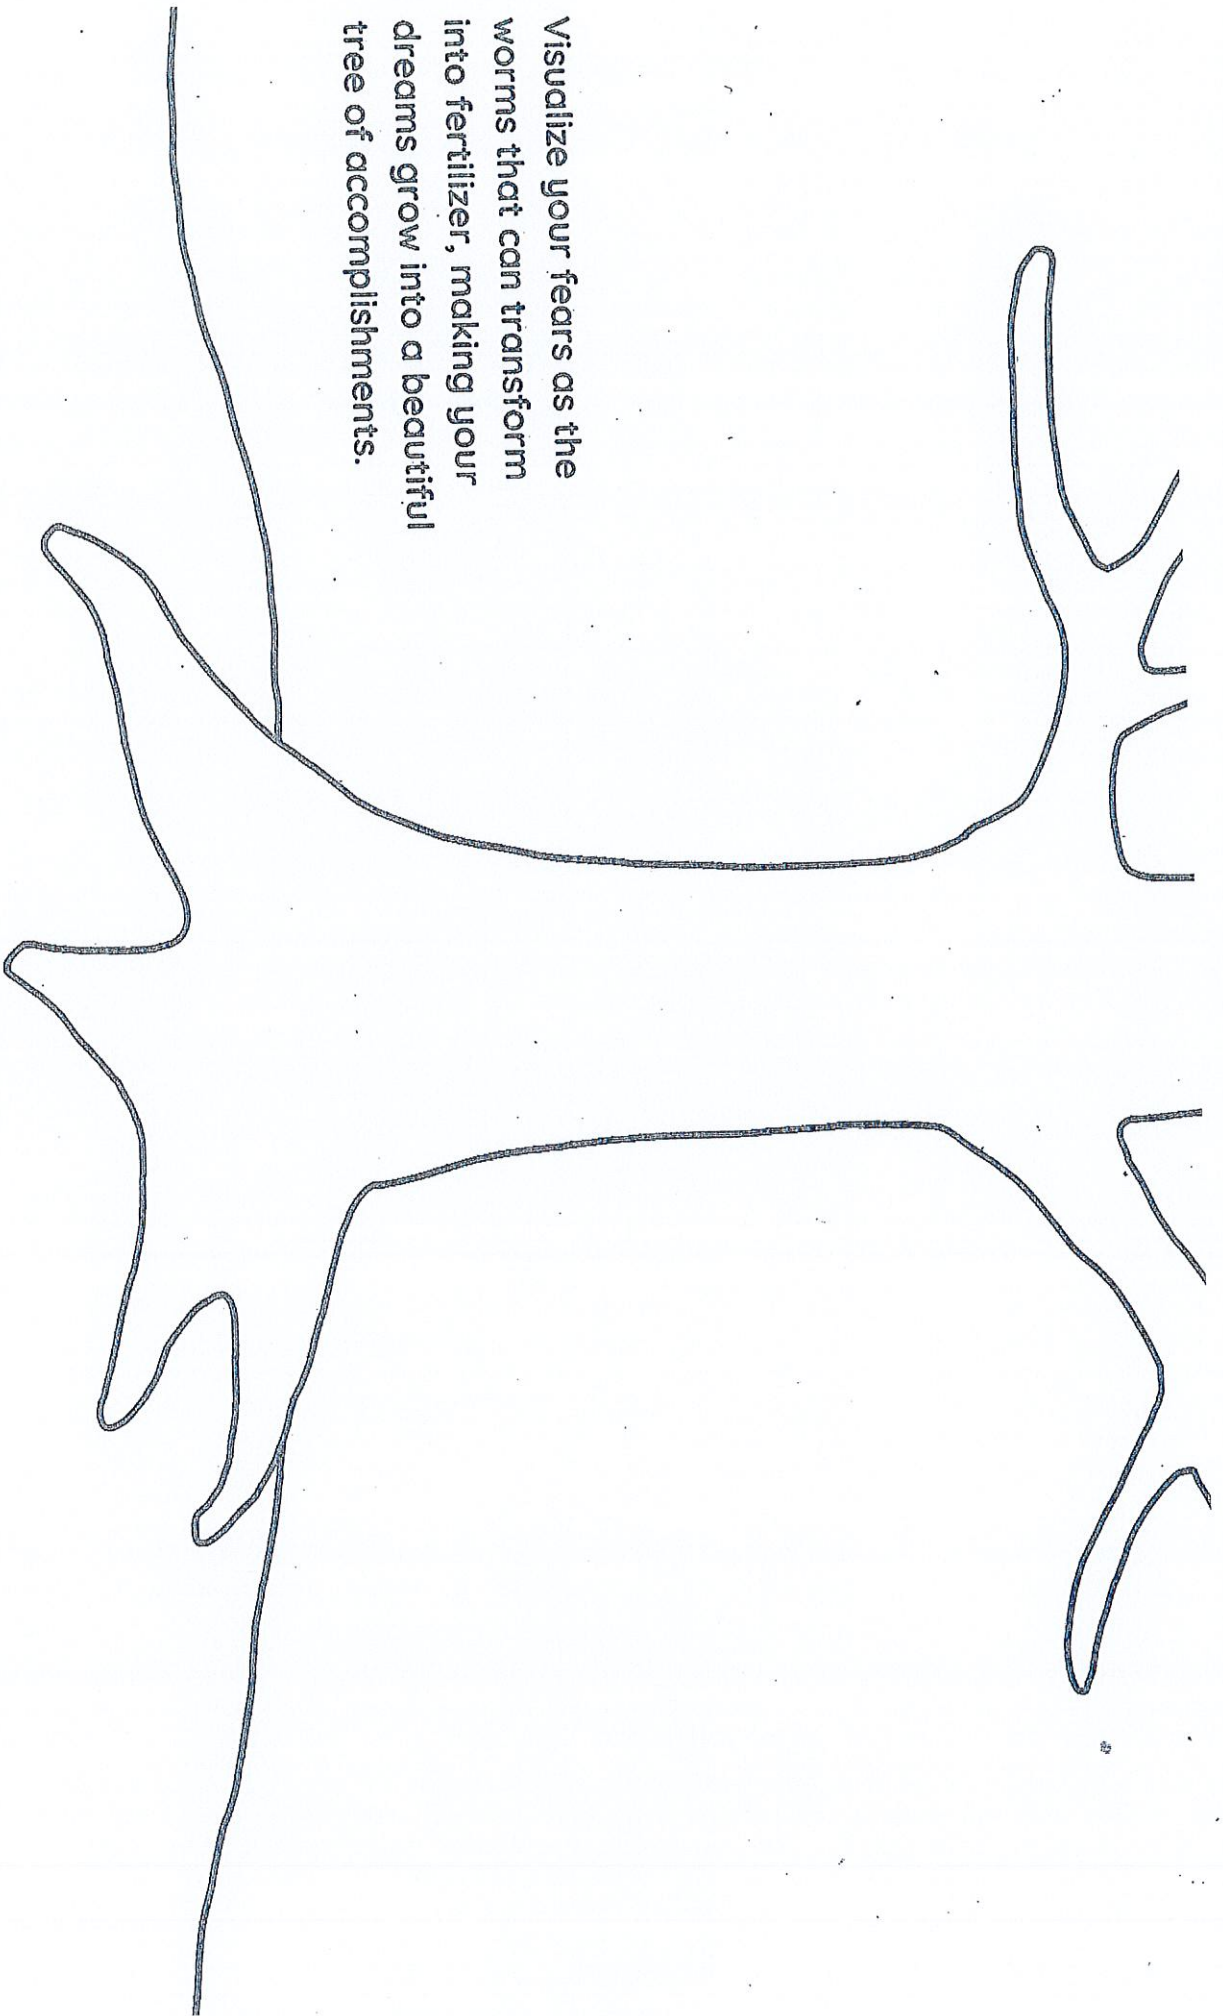 Visualize your fears as the
worms that can transform
into fertilizer, making your
dreams grow into a beautiful
tree of accomplishments.